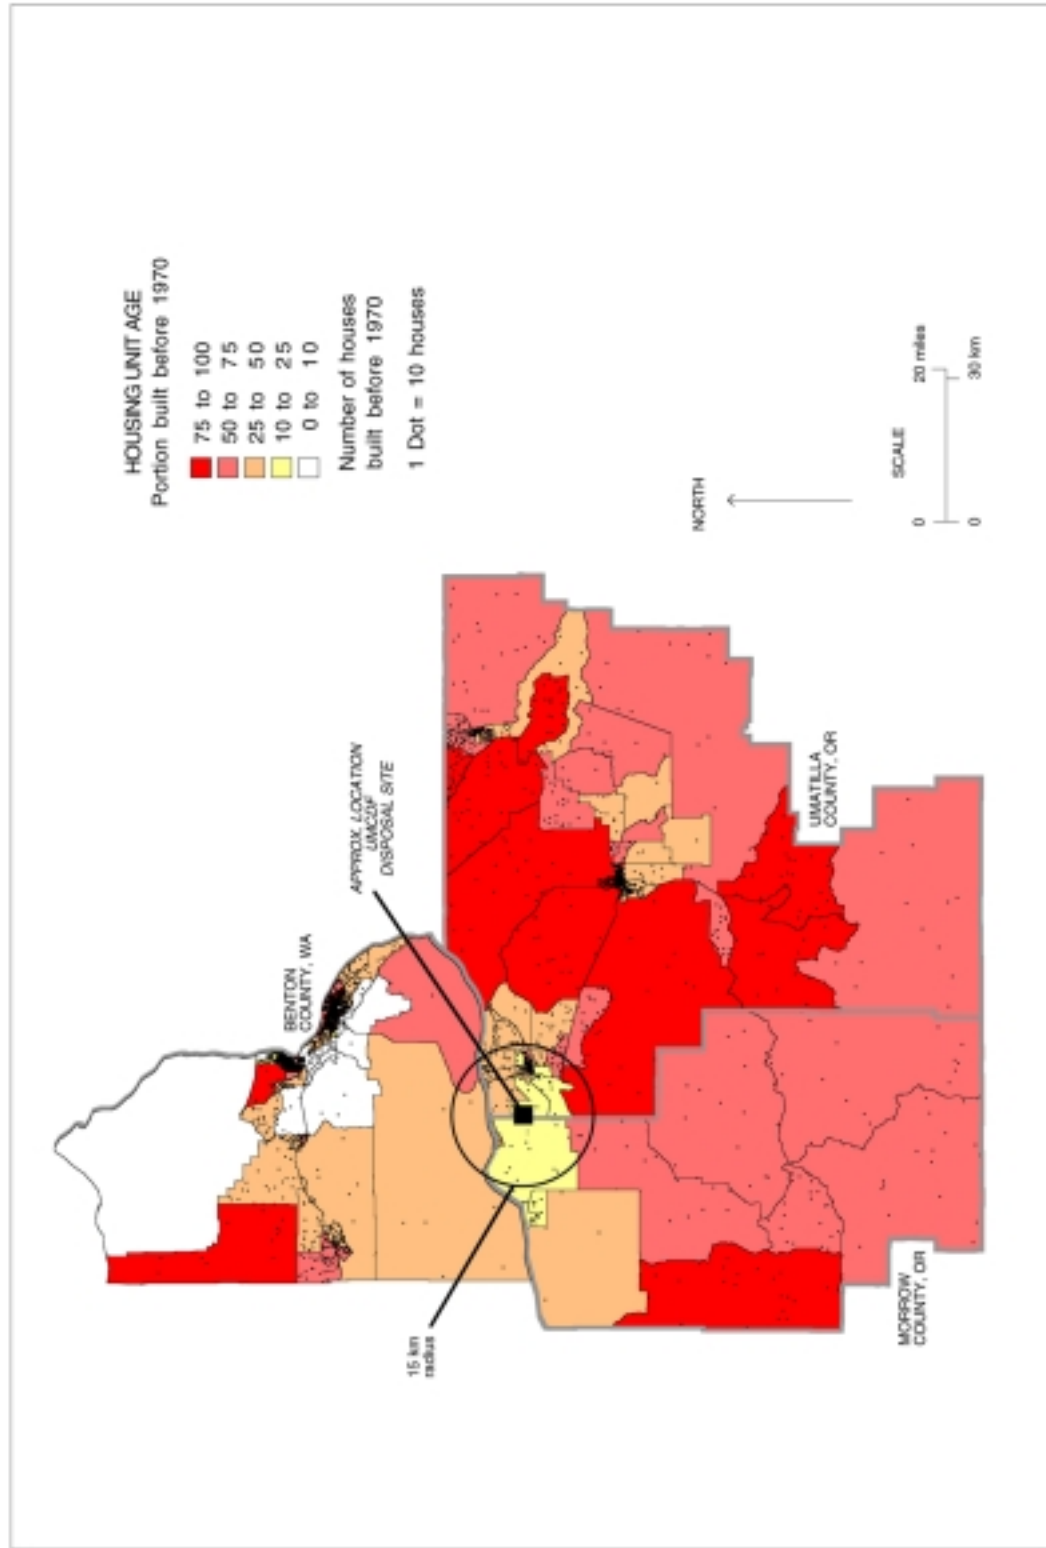 HOUSING UNIT AGE
Portion built before 1970
75 to 100
50 to 75
25 to 50
10 to 25
0 to 10
Number of houses
built before 1970
1 Dot = 10 houses
APPROX. LOCATION
UMCDF
DISPOSAL SITE
BENTON
COUNTY, WA
15 km
radius
UMATILLA
COUNTY, OR
MORROW
COUNTY, OR
NORTH
SCALE
0 20 miles
0 30 km